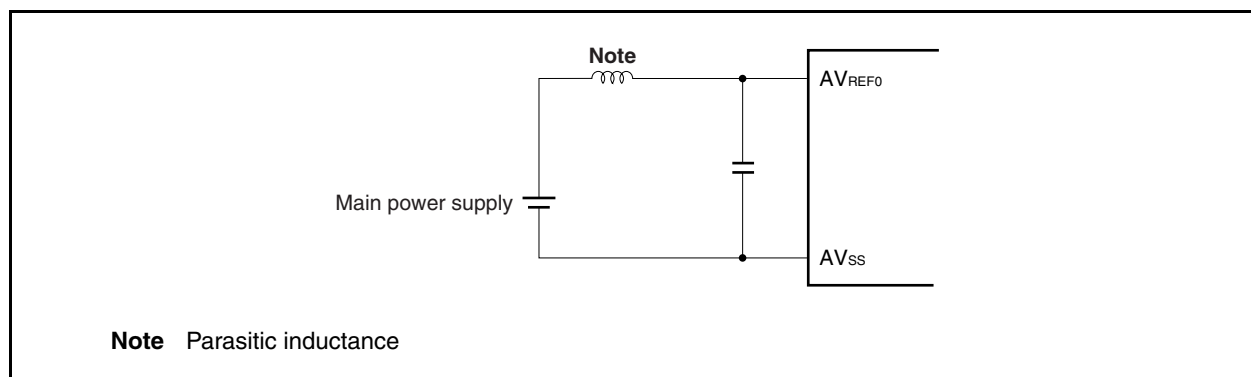 Note
AVREF0
Main power supply
AVSS
Note Parasitic inductance